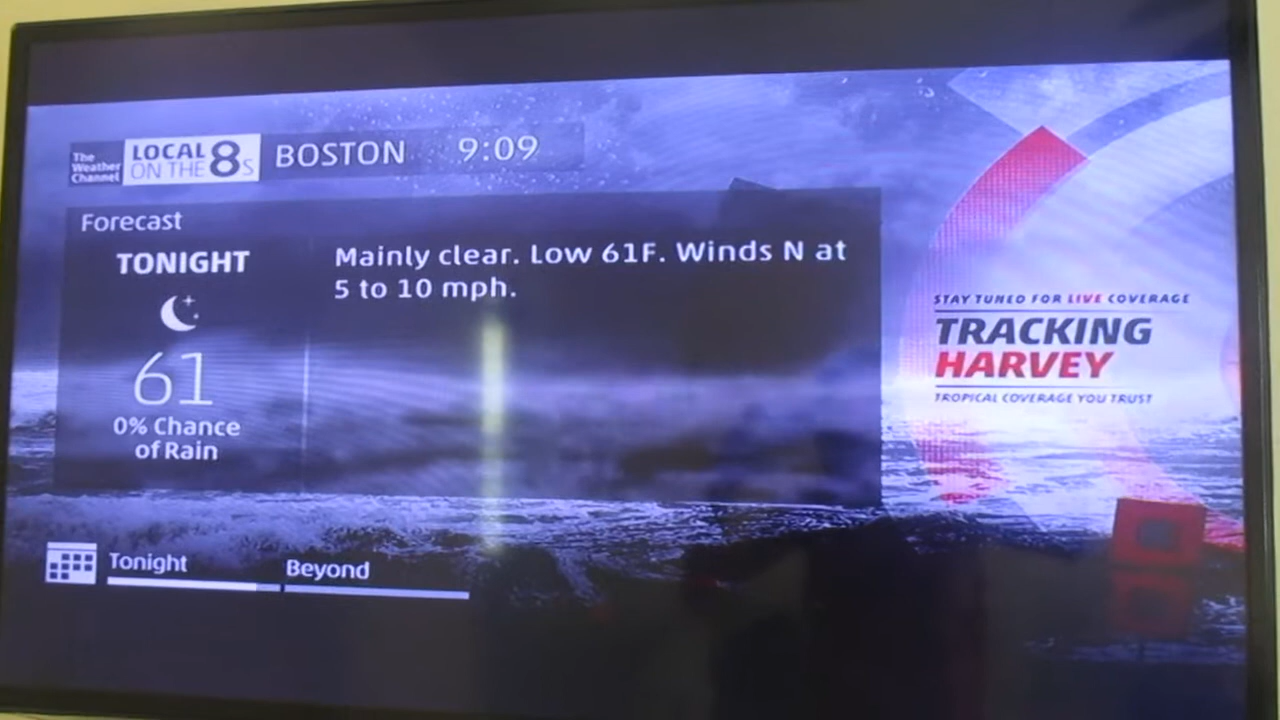 The
Weather
Channel
LOCAL
ON THE 8s
BOSTON 9:09
Forecast
TONIGHT
61
0% Chance
of Rain
Mainly clear. Low 61F. Winds N at
5 to 10 mph.
STAY TUNED FOR LIVE COVERAGE
TRACKING
HARVEY
TROPICAL COVERAGE YOU TRUST
Tonight
Beyond